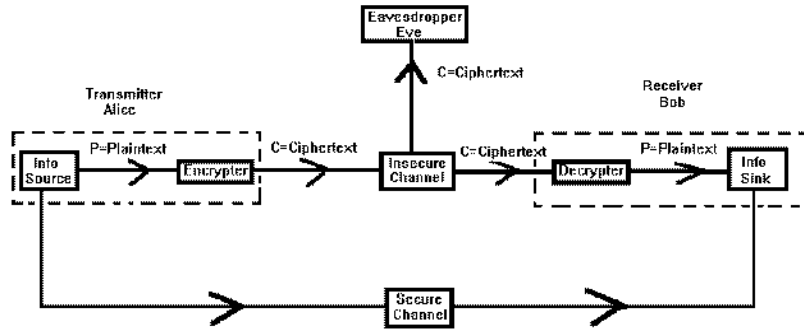 Eavesdropper
Eve
C=Ciphertext
Transmitter
Alice
Receiver
Bob
P=Plaintext
C=Ciphertext
C=Ciphertext
P=Plaintext
Info
Source
Encrypter
Insecure
Channel
Decrypter
Info
Sink
Secure
Channel